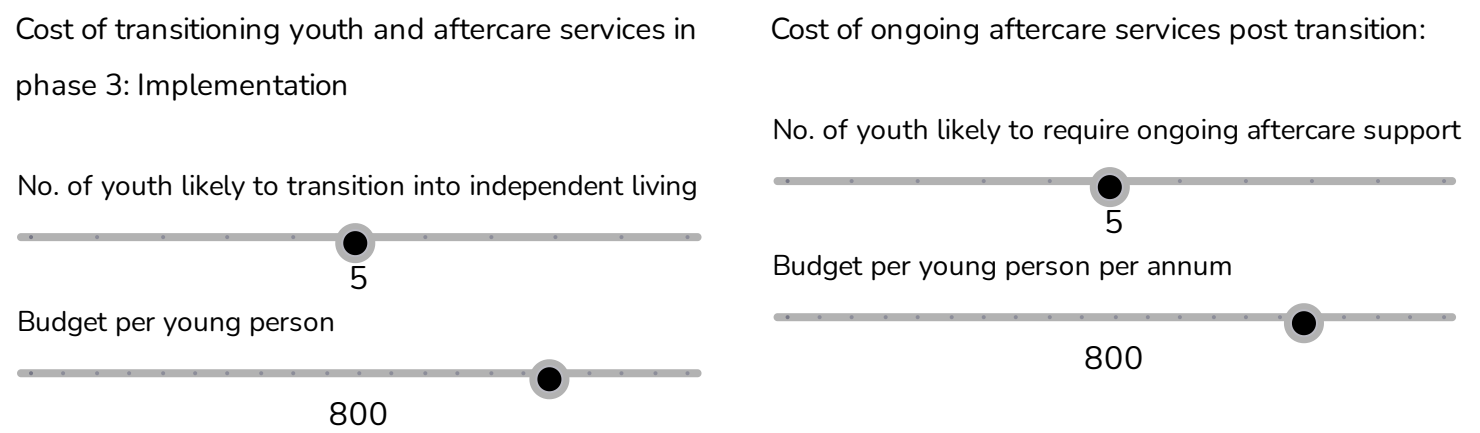 Cost of transitioning youth and aftercare services in
phase 3: Implementation
No. of youth likely to transition into independent living
5
Budget per young person
800
Cost of ongoing aftercare services post transition:
No. of youth likely to require ongoing aftercare support
5
Budget per young person per annum
800